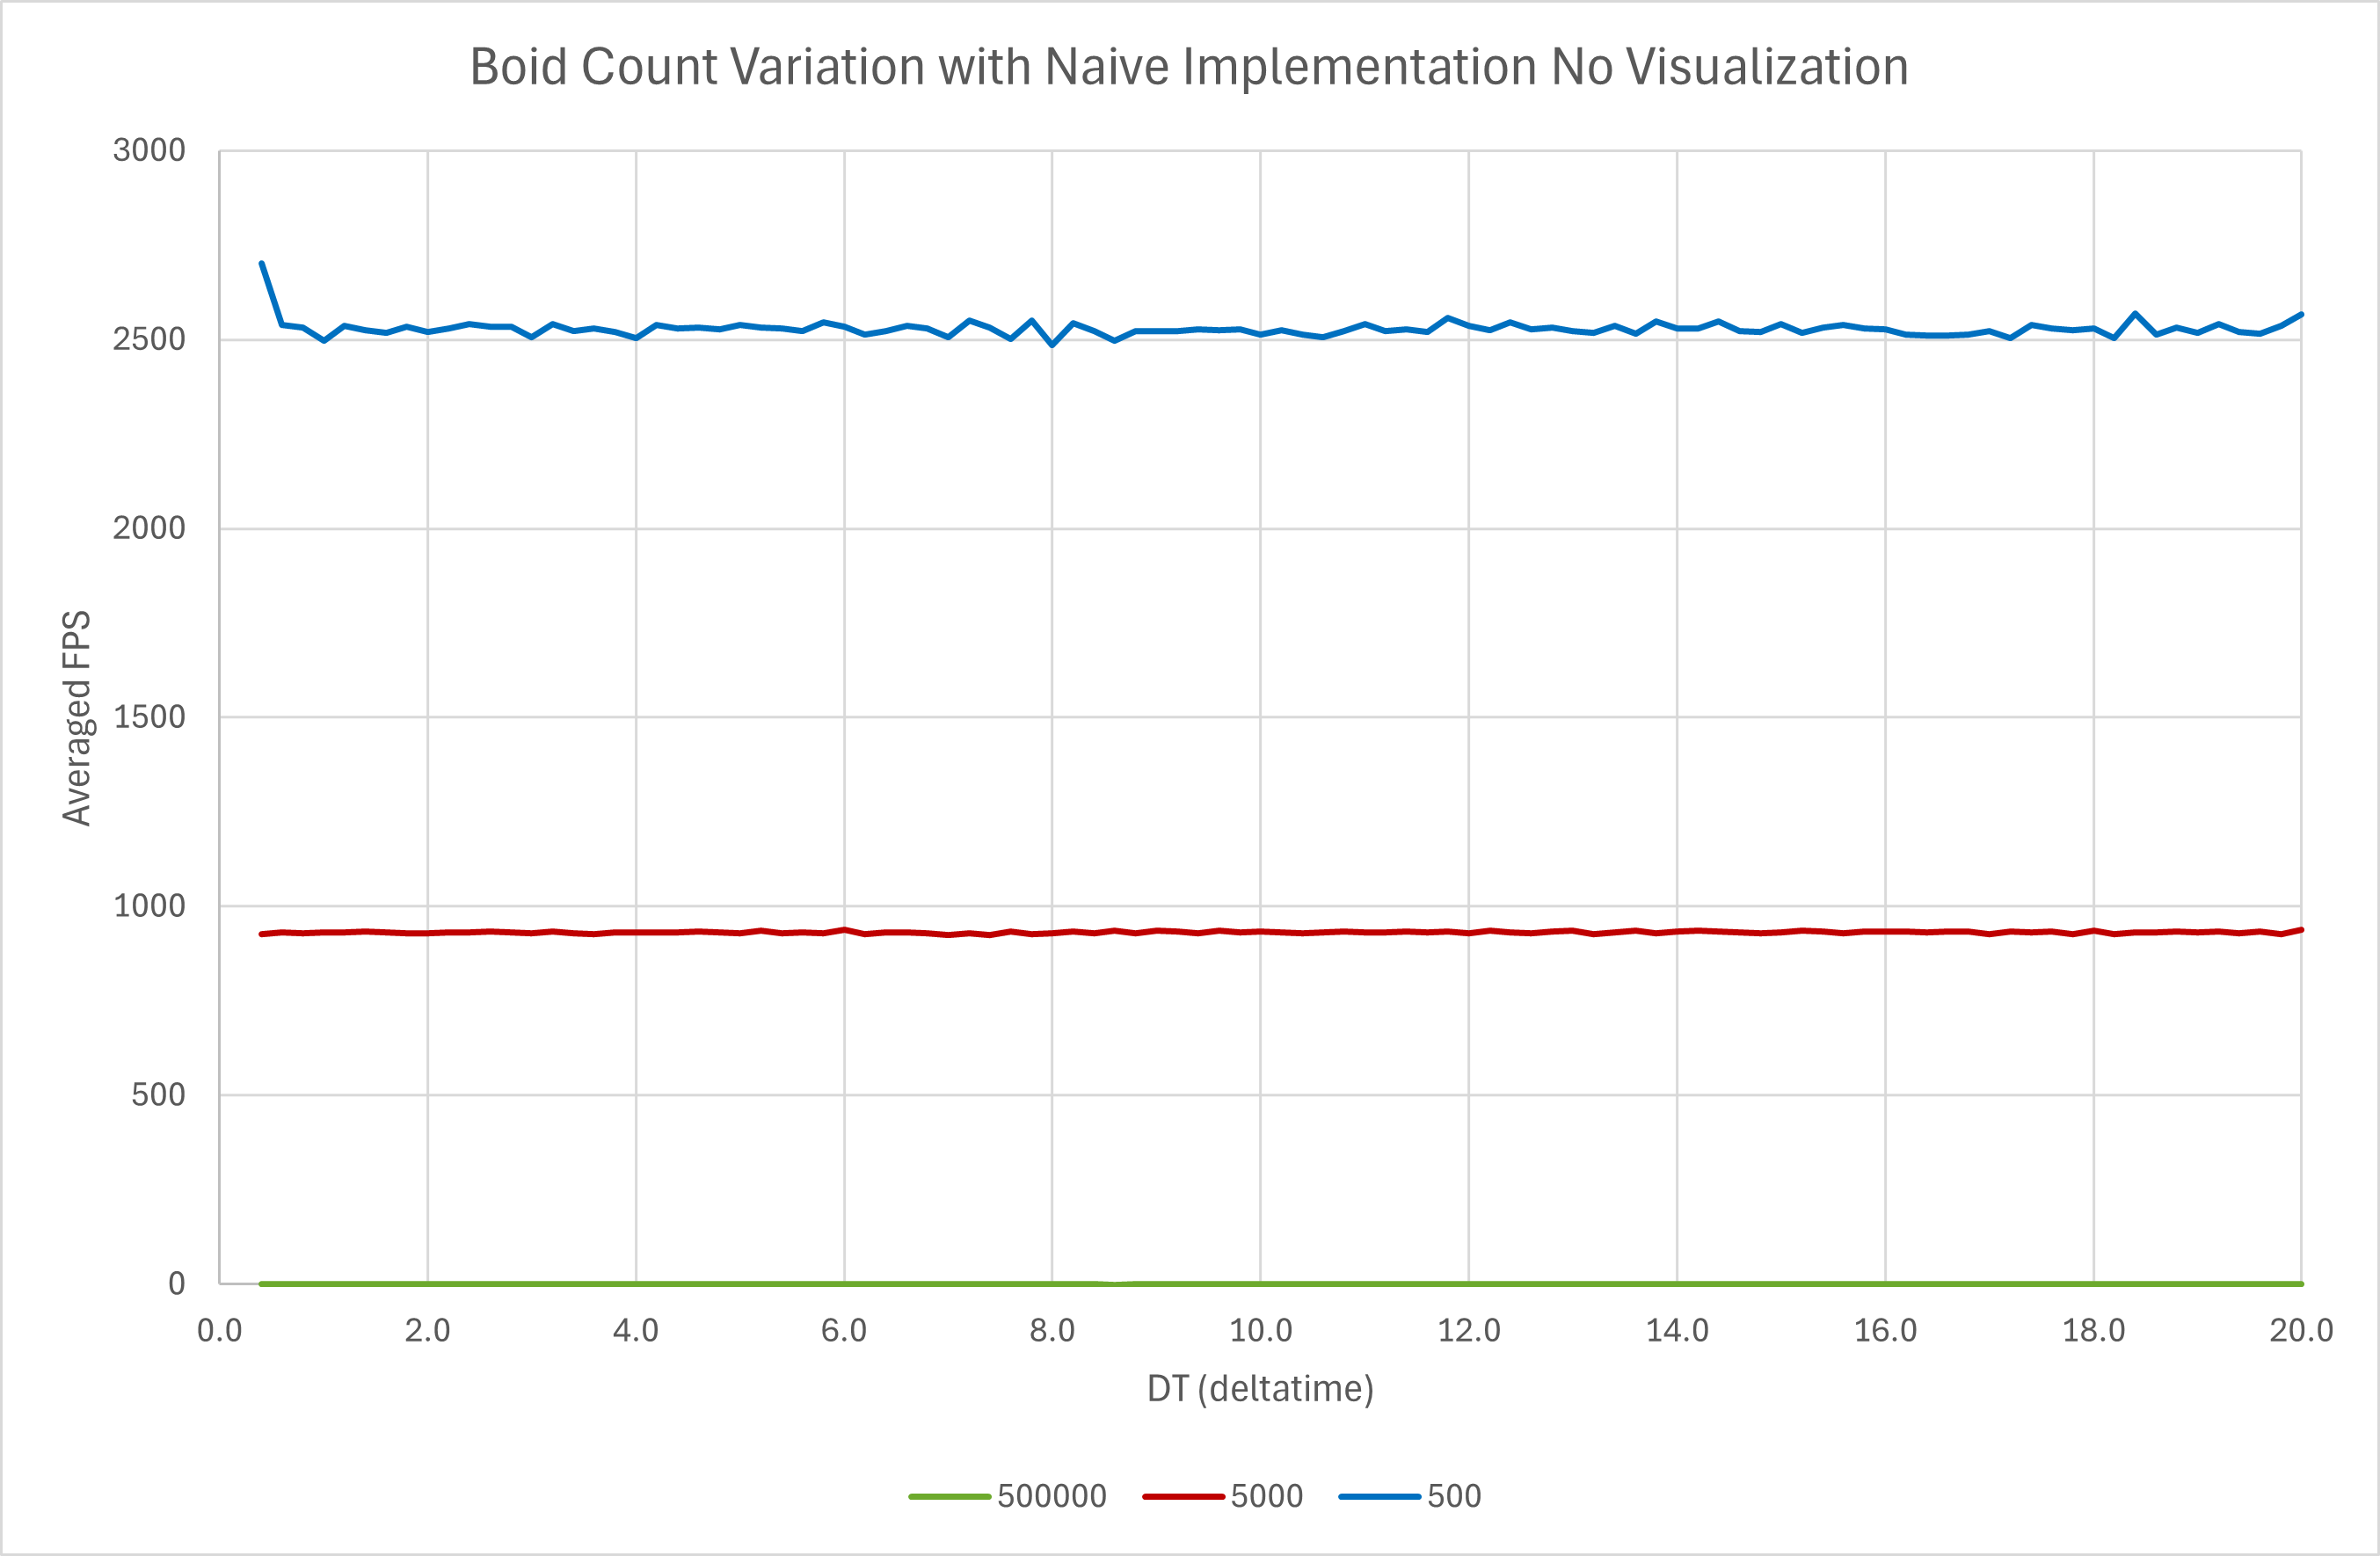 Boid Count Variation with Naive Implementation No Visualization
3000
2500
2000
1500
1000
500
0
Averaged FPS
0.0 2.0 4.0 6.0 8.0 10.0 12.0 14.0 16.0 18.0 20.0
DT (deltatime)
500000 5000 500